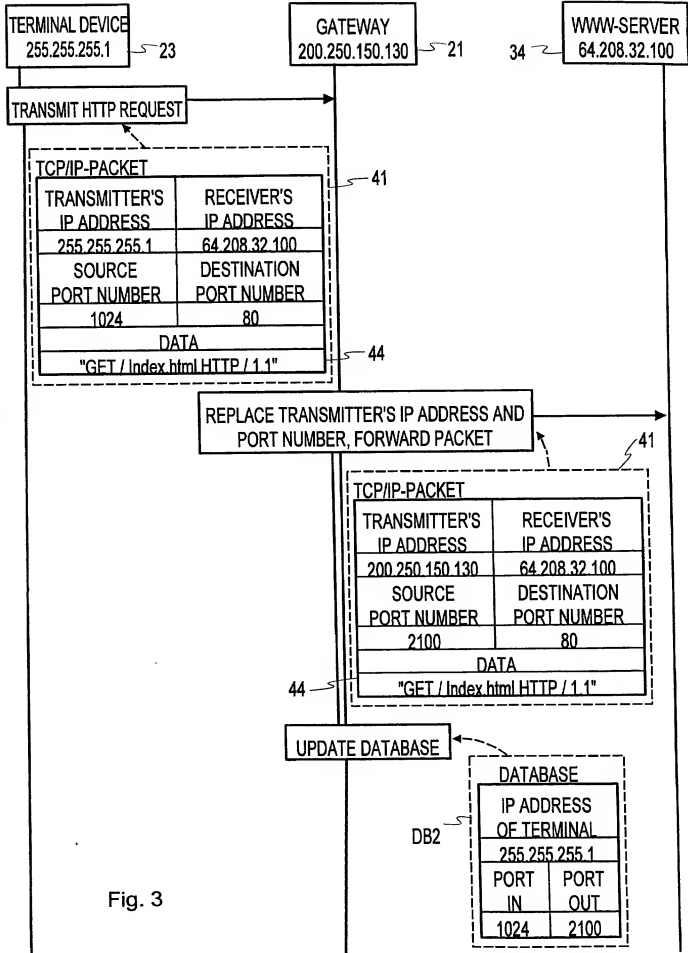 TERMINAL DEVICE
255.255.255.1
23
GATEWAY
200.250.150.130
21
WWW-SERVER
64.208.32.100
34
TRANSMIT HTTP REQUEST
TCP/IP-PACKET
41
TRANSMITTER'S
IP ADDRESS
RECEIVER'S
IP ADDRESS
255.255.255.1
64.208.32.100
SOURCE
PORT NUMBER
DESTINATION
PORT NUMBER
1024
80
DATA
44
"GET / Index.html HTTP / 1.1"
REPLACE TRANSMITTER'S IP ADDRESS AND
PORT NUMBER, FORWARD PACKET
41
TCP/IP-PACKET
TRANSMITTER'S
IP ADDRESS
RECEIVER'S
IP ADDRESS
200.250.150.130
64.208.32.100
SOURCE
PORT NUMBER
DESTINATION
PORT NUMBER
2100
80
DATA
44
"GET / Index.html HTTP / 1.1"
UPDATE DATABASE
DATABASE
DB2
IP ADDRESS
OF TERMINAL
255.255.255.1
PORT
IN
PORT
OUT
1024
2100
Fig. 3